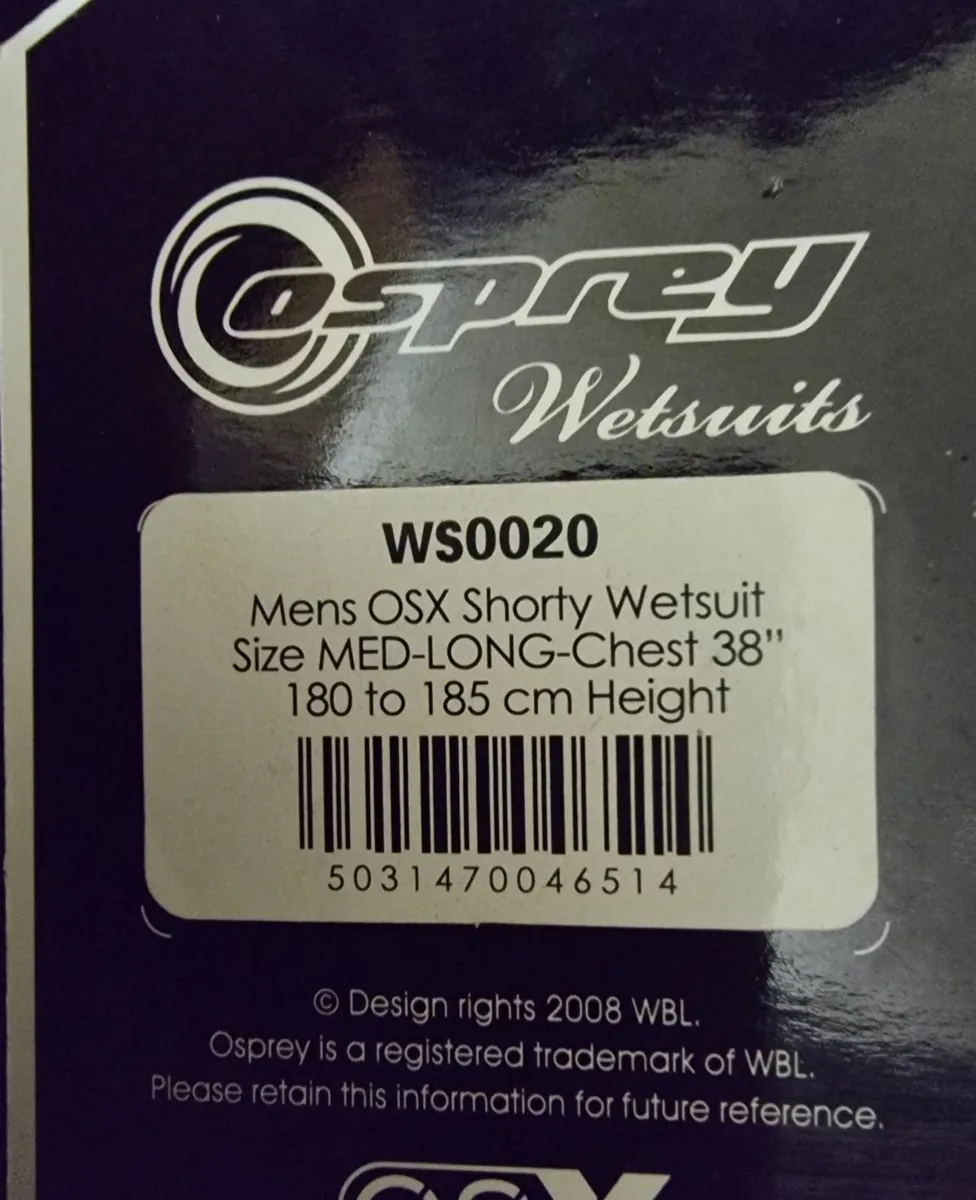 Osprey
Wetsuits
WS0020
Mens OSX Shorty Wetsuit
Size MED-LONG-Chest 38"
180 to 185 cm Height
5031470046514
© Design rights 2008 WBL.
Osprey is a registered trademark of WBL.
Please retain this information for future reference.
OSX